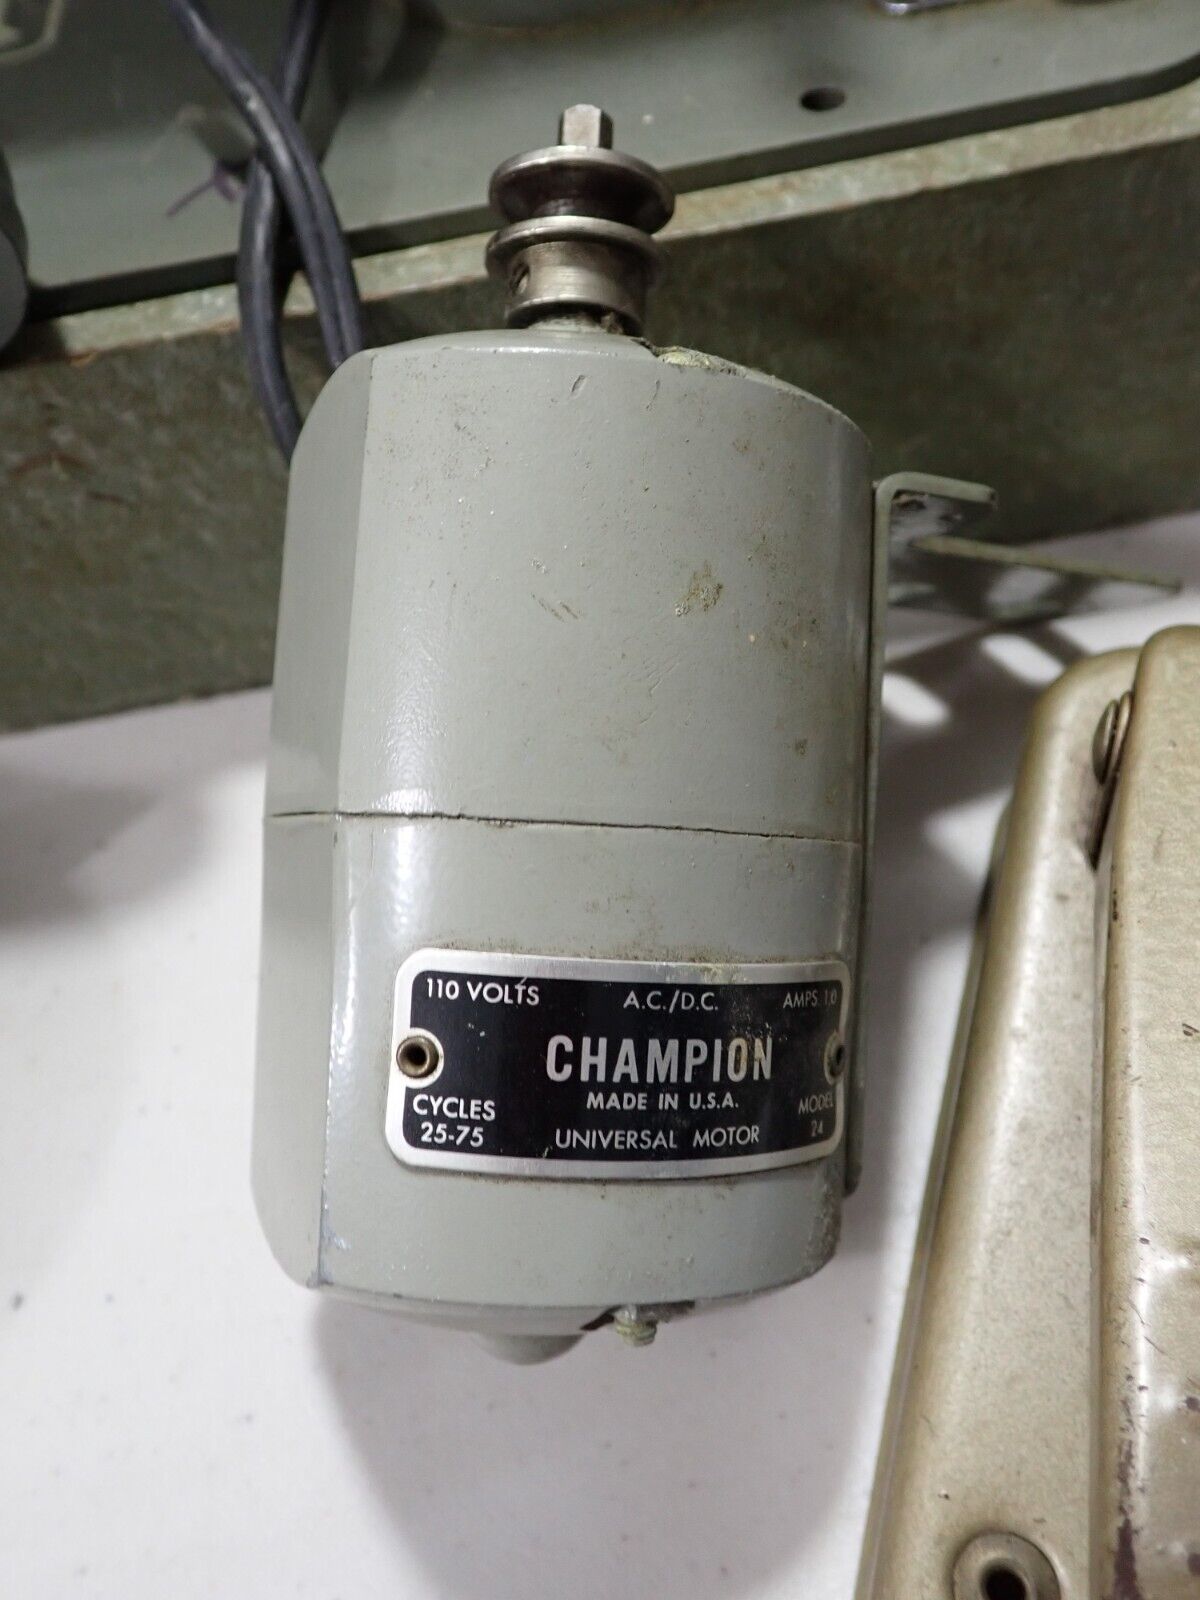 110 VOLTS A.C./D.C. AMPS. 1.0
CHAMPION
MADE IN U.S.A.
CYCLES 25-75
UNIVERSAL MOTOR
MODEL 24